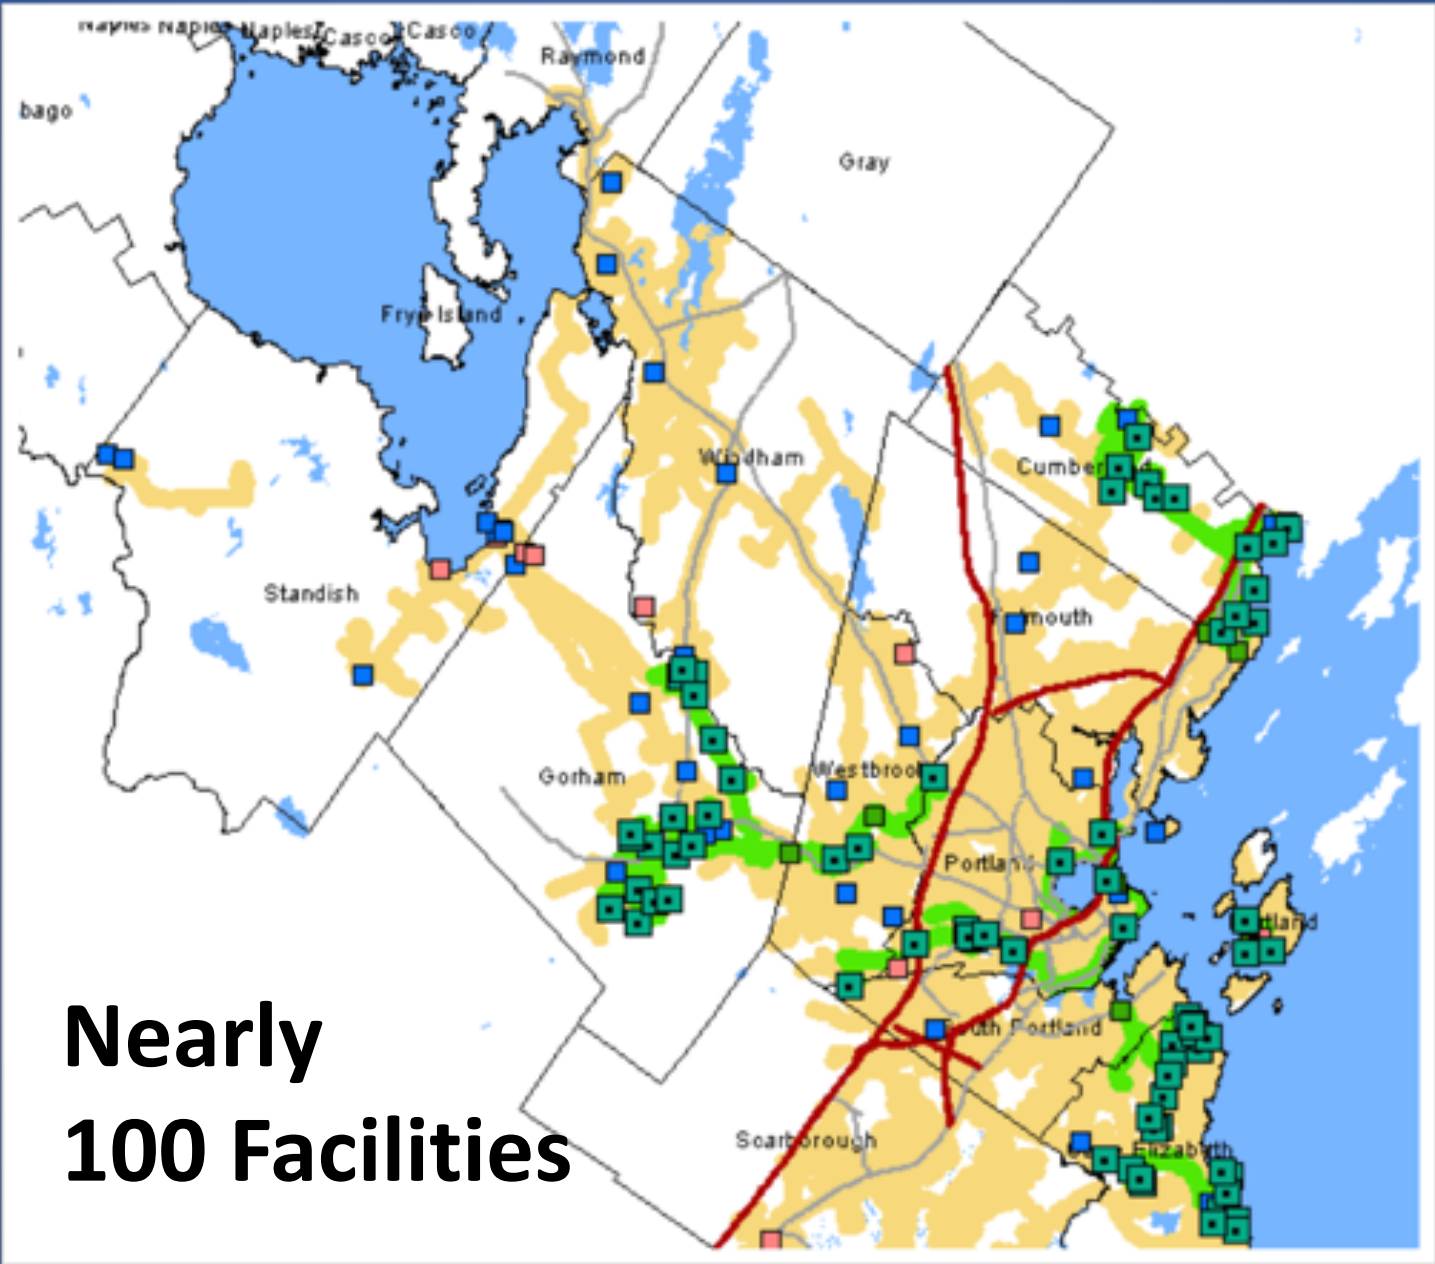 Naples Naples Naples Casco Casco
Raymond
bago
Gray
Frye Island
Windham
Cumberland
Standish
Falmouth
Gorham
Westbrook
Portland
Nearly
South Portland
100 Facilities
Scarborough
Elizabeth